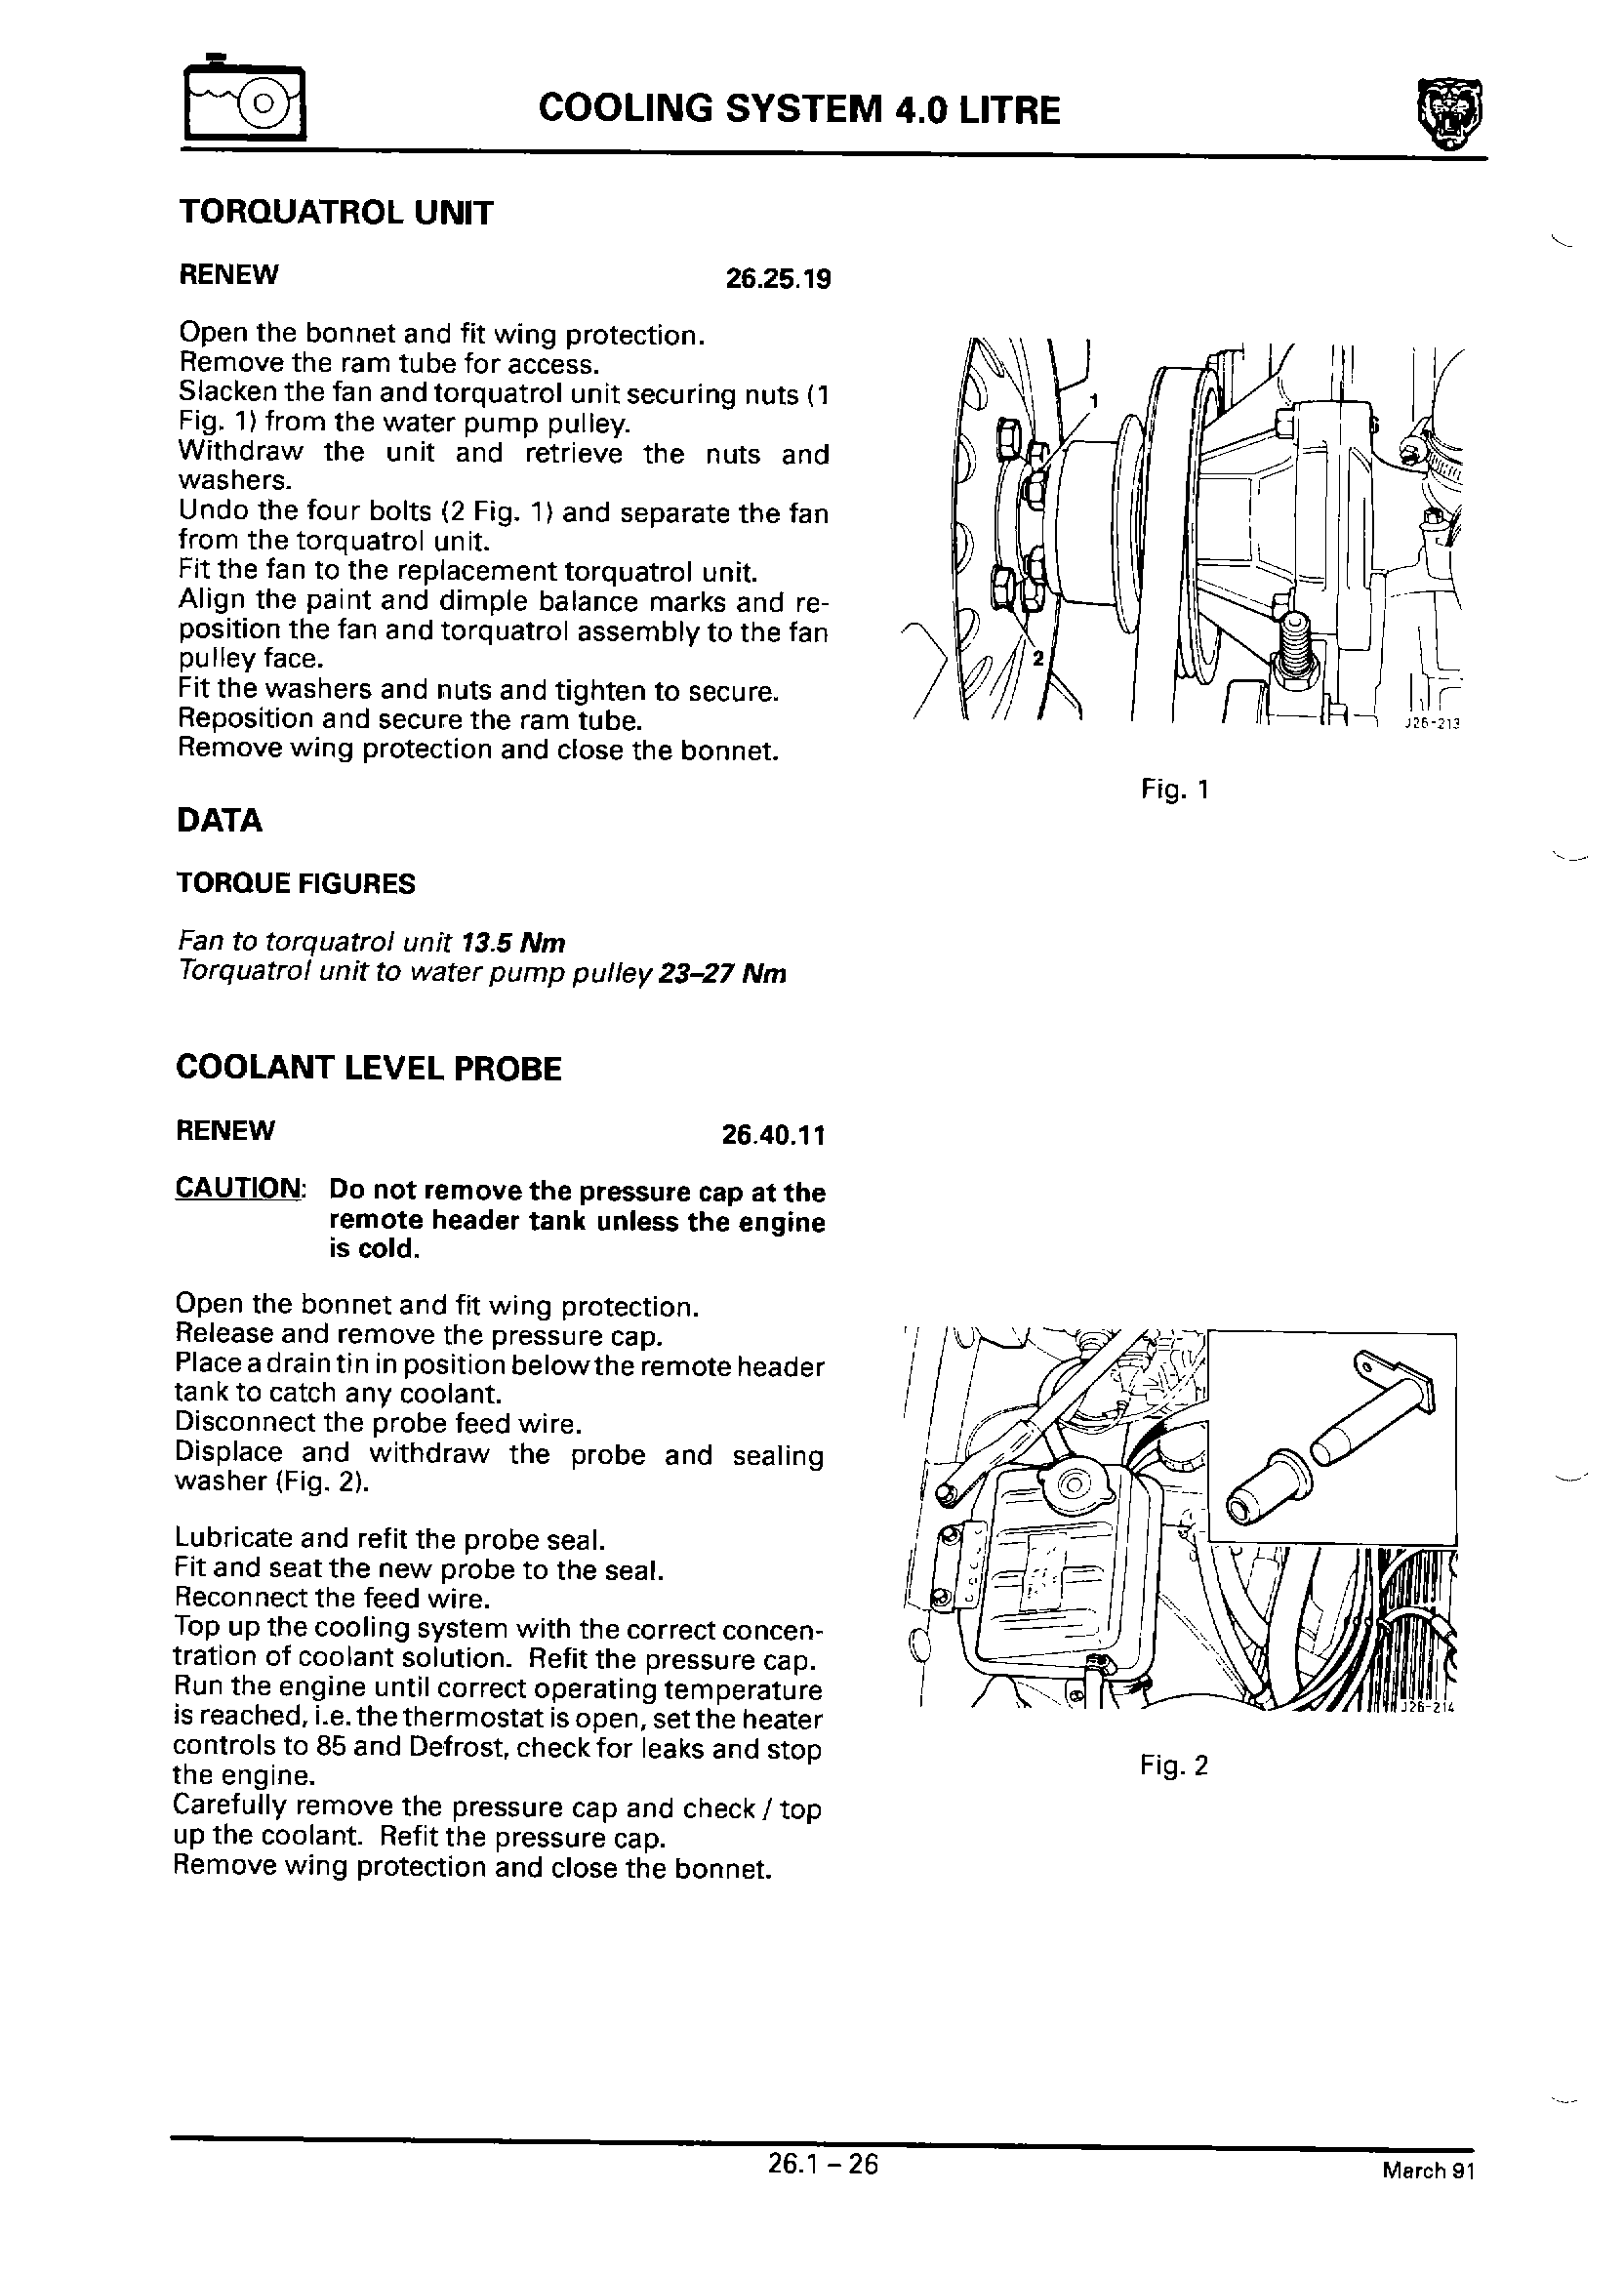 COOLING SYSTEM 4.0 LITRE
TORQUATROL UNIT
RENEW 26.25.19
Open the bonnet and fit wing protection.
Remove the ram tube for access.
Slacken the fan and torquatrol unit securing nuts (1
Fig. 1) from the water pump pulley.
Withdraw the unit and retrieve the nuts and
washers.
Undo the four bolts (2 Fig. 1) and separate the fan
from the torquatrol unit.
Fit the fan to the replacement torquatrol unit.
Align the paint and dimple balance marks and re-
position the fan and torquatrol assembly to the fan
pulley face.
Fit the washers and nuts and tighten to secure.
Reposition and secure the ram tube.
Remove wing protection and close the bonnet.
1
2
J26-213
Fig. 1
DATA
TORQUE FIGURES
Fan to torquatrol unit 13.5 Nm
Torquatrol unit to water pump pulley 23–27 Nm
COOLANT LEVEL PROBE
RENEW 26.40.11
CAUTION: Do not remove the pressure cap at the
remote header tank unless the engine
is cold.
Open the bonnet and fit wing protection.
Release and remove the pressure cap.
Place a drain tin in position below the remote header
tank to catch any coolant.
Disconnect the probe feed wire.
Displace and withdraw the probe and sealing
washer (Fig. 2).
Lubricate and refit the probe seal.
Fit and seat the new probe to the seal.
Reconnect the feed wire.
Top up the cooling system with the correct concen-
tration of coolant solution. Refit the pressure cap.
Run the engine until correct operating temperature
is reached, i.e. the thermostat is open, set the heater
controls to 85 and Defrost, check for leaks and stop
the engine.
Carefully remove the pressure cap and check / top
up the coolant. Refit the pressure cap.
Remove wing protection and close the bonnet.
J26-214
Fig. 2
26.1 – 26
March 91